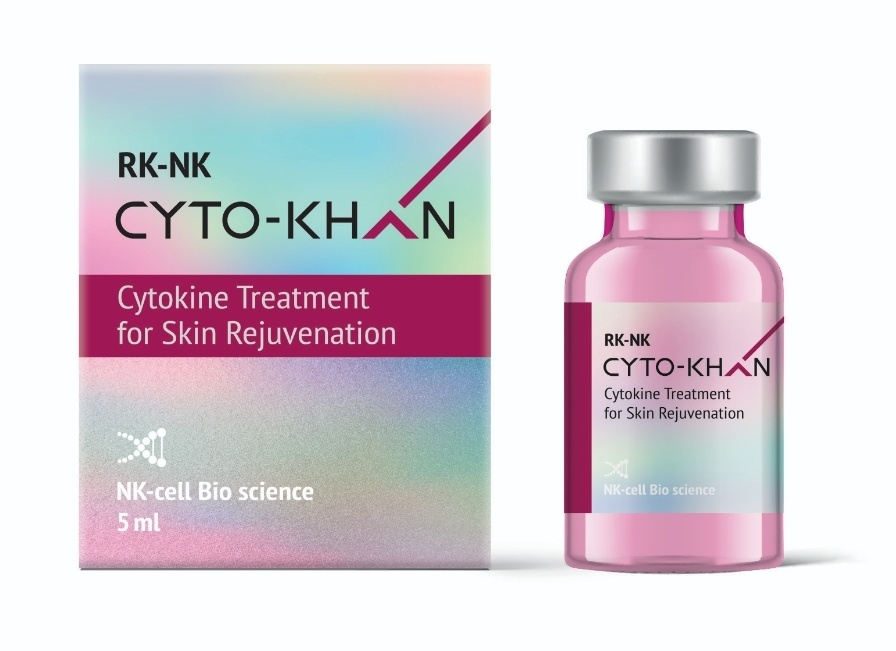 RK-NK
CYTO-KHAN
Cytokine Treatment
for Skin Rejuvenation
NK-cell Bio science
5 ml
RK-NK
CYTO-KHAN
Cytokine Treatment
for Skin Rejuvenation
NK-cell Bio science